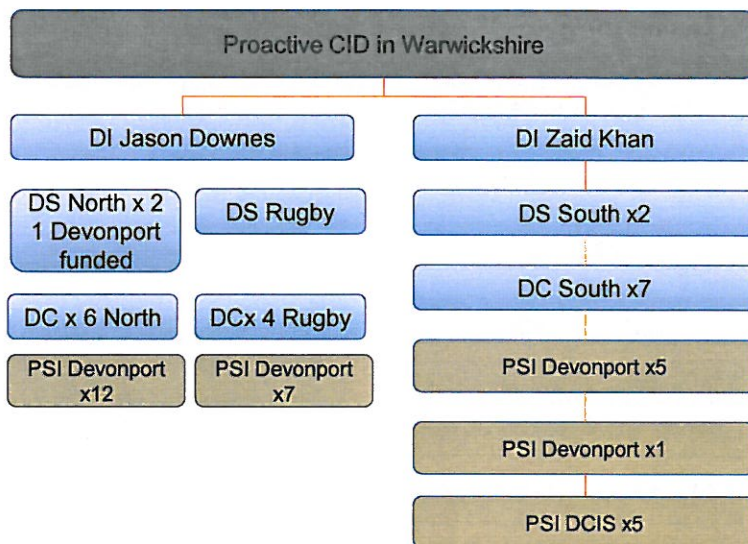 Proactive CID in Warwickshire
DI Jason Downes
DI Zaid Khan
DS North x 2
1 Devonport
funded
DS Rugby
DS South x2
DC x 6 North
DCx 4 Rugby
DC South x7
PSI Devonport
x12
PSI Devonport
x7
PSI Devonport x5
PSI Devonport x1
PSI DCIS x5